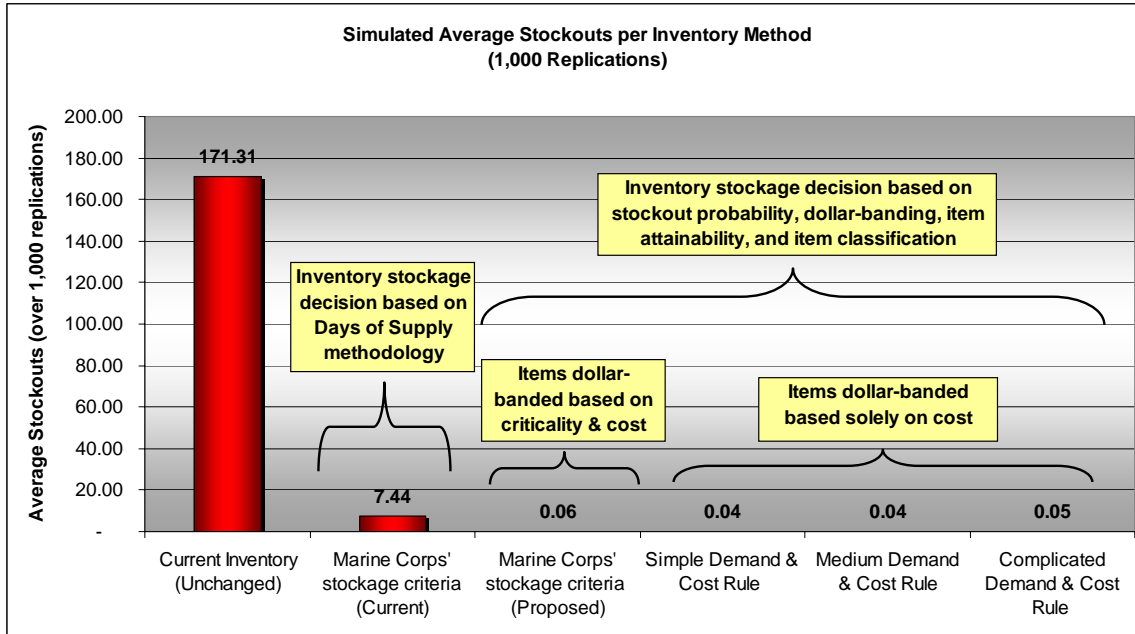 Simulated Average Stockouts per Inventory Method
(1,000 Replications)
Average Stockouts (over 1,000 replications)
200.00
180.00
160.00
140.00
120.00
100.00
80.00
60.00
40.00
20.00
-
171.31
7.44
0.06
0.04
0.04
0.05
Inventory stockage
decision based on
Days of Supply
methodology
Inventory stockage decision based on
stockout probability, dollar-banding, item
attainability, and item classification
Items dollar-
banded based on
criticality & cost
Items dollar-banded
based solely on cost
Current Inventory
(Unchanged)
Marine Corps'
stockage criteria
(Current)
Marine Corps'
stockage criteria
(Proposed)
Simple Demand &
Cost Rule
Medium Demand
& Cost Rule
Complicated
Demand & Cost
Rule